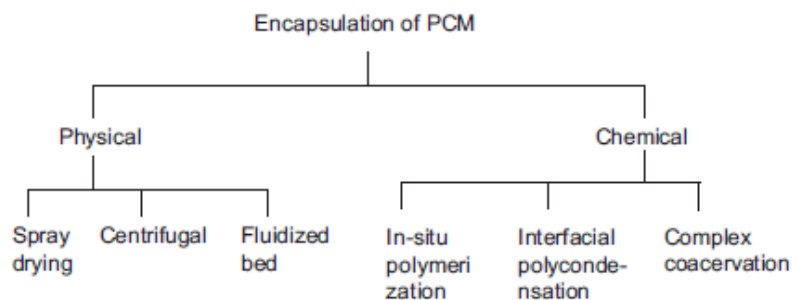 Encapsulation of PCM
Physical
Chemical
Spray
drying
Centrifugal
Fluidized
bed
In-situ
polymeri
zation
Interfacial
polyconde-
nsation
Complex
coacervation